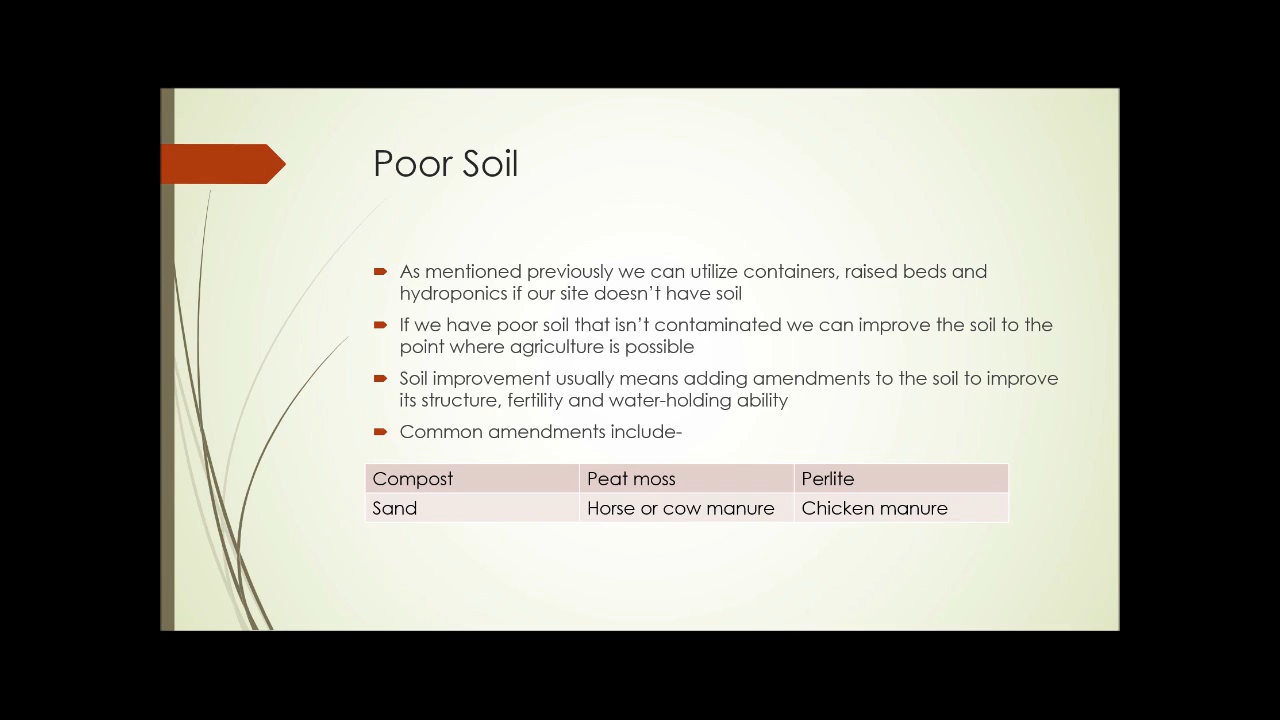 Poor Soil
As mentioned previously we can utilize containers, raised beds and
hydroponics if our site doesn't have soil
If we have poor soil that isn't contaminated we can improve the soil to the
point where agriculture is possible
Soil improvement usually means adding amendments to the soil to improve
its structure, fertility and water-holding ability
Common amendments include-
Compost Peat moss Perlite
Sand Horse or cow manure Chicken manure